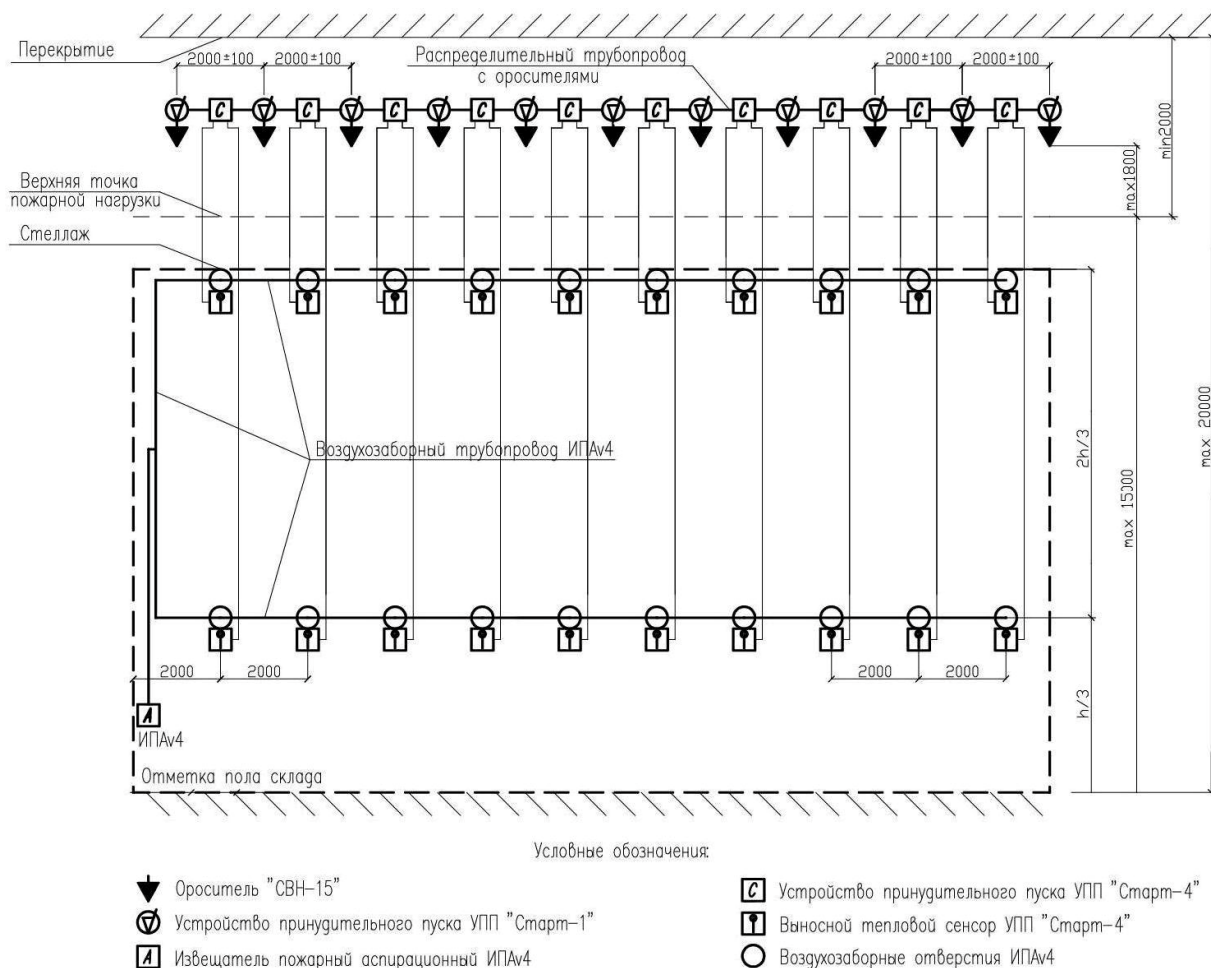 Перекрытие
2000±100
2000±100
Распределительный трубопровод
с оросителями
2000±100
2000±100
C C C C C C C C C C
min2000
max1800
Верхняя точка
пожарной нагрузки
Стеллаж
Воздухозаборный трубопровод ИПАv4
2h/3
max 15000
max 20000
2000
2000
2000
2000
h/3
A
ИПАv4
Отметка пола склада
Условные обозначения:
Ороситель "СВН-15"
Устройство принудительного пуска УПП "Старт-1"
A Извещатель пожарный аспирационный ИПАv4
C Устройство принудительного пуска УПП "Старт-4"
Выносной тепловой сенсор УПП "Старт-4"
Воздухозаборные отверстия ИПАv4